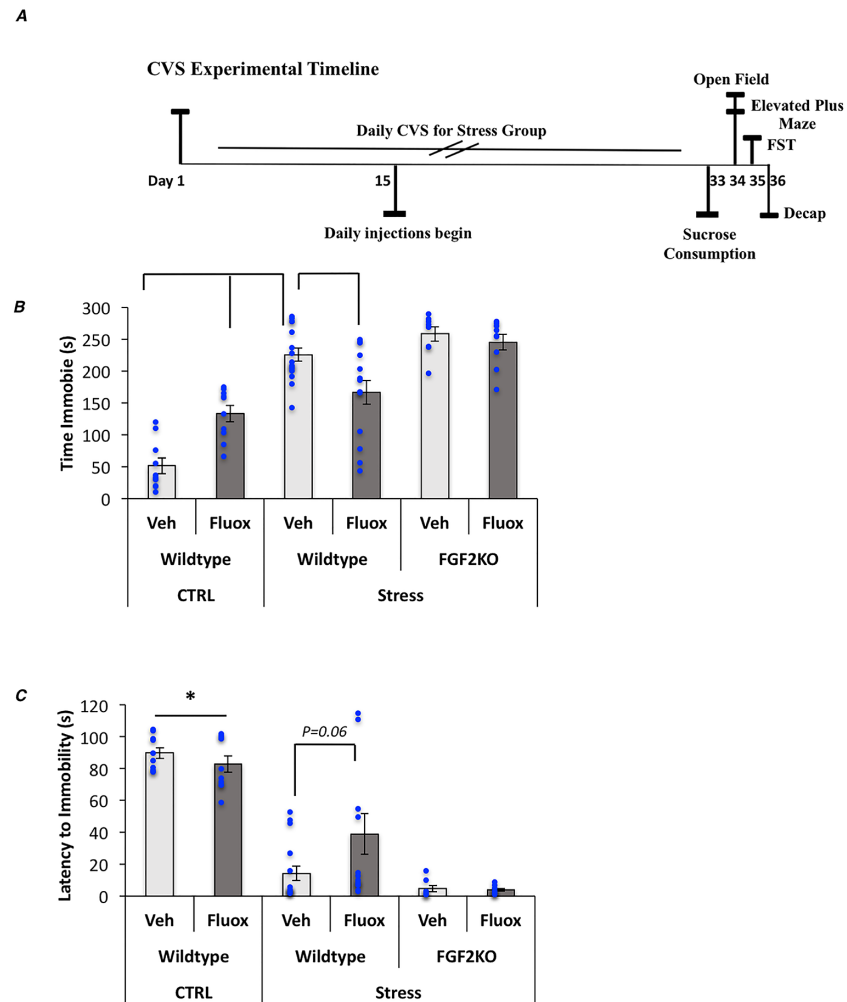 A
CVS Experimental Timeline
Open Field
Elevated Plus
Maze
Daily CVS for Stress Group
FST
Day 1
15
33 34 35 36
Daily injections begin
Sucrose
Consumption
Decap
B
Time Immobie (s)
300
250
200
150
100
50
0
Veh Fluox Veh Fluox Veh Fluox
Wildtype Wildtype FGF2KO
CTRL Stress
C
Latency to Immobility (s)
120
100
80
60
40
20
0
*
P=0.06
Veh Fluox Veh Fluox Veh Fluox
Wildtype Wildtype FGF2KO
CTRL Stress